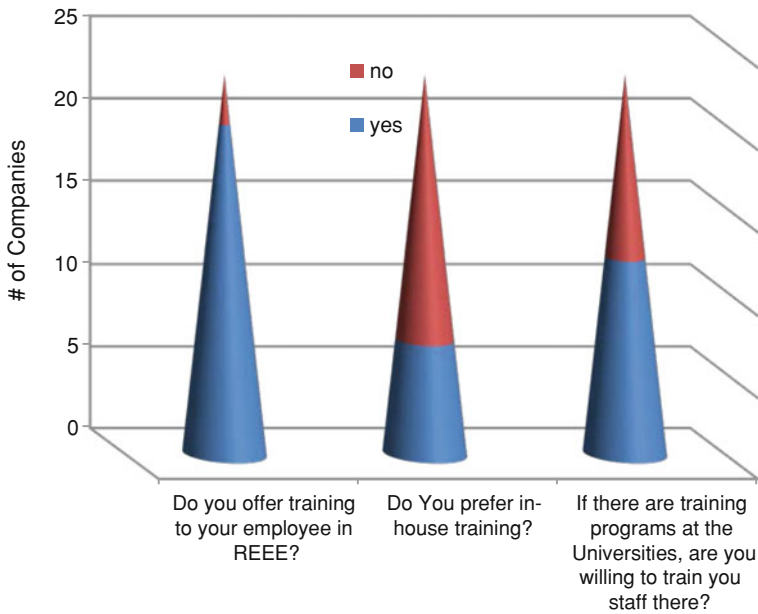 25
20
15
10
5
0
# of Companies
no
yes
Do you offer training
to your employee in
REEE?
Do You prefer in-
house training?
If there are training
programs at the
Universities, are you
willing to train you
staff there?